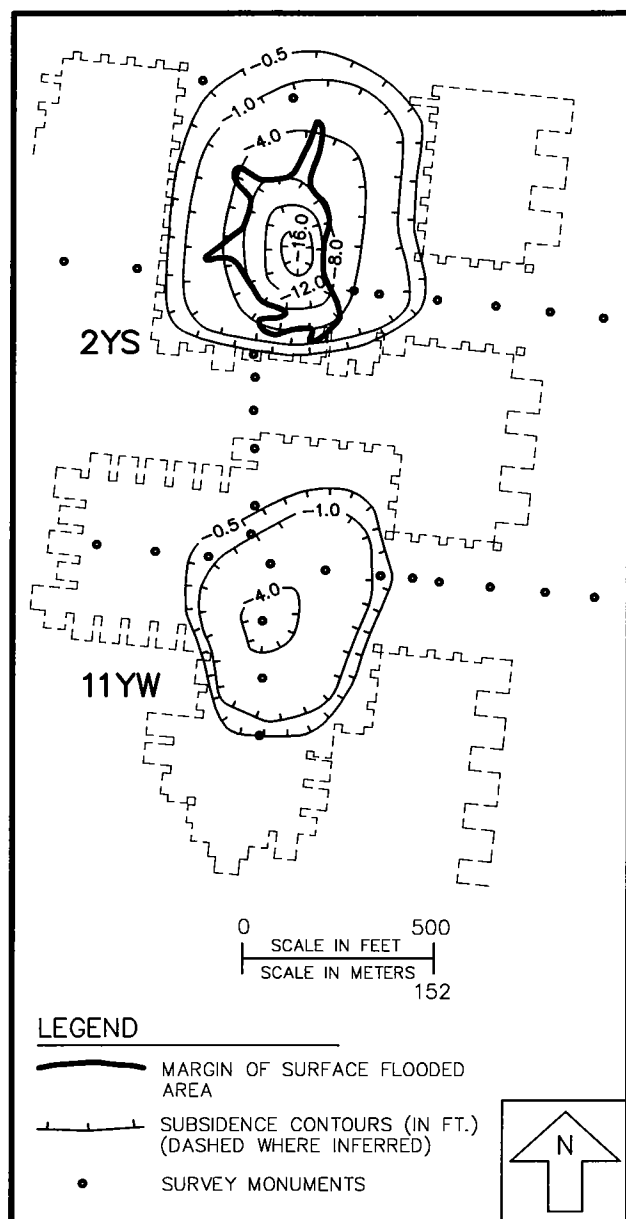 -0.5
-1.0
-4.0
-16.0
-8.0
-12.0
2YS
-0.5
-1.0
-4.0
11YW
0 500
SCALE IN FEET
SCALE IN METERS
152
LEGEND
MARGIN OF SURFACE FLOODED
AREA
SUBSIDENCE CONTOURS (IN FT.)
(DASHED WHERE INFERRED)
SURVEY MONUMENTS
N